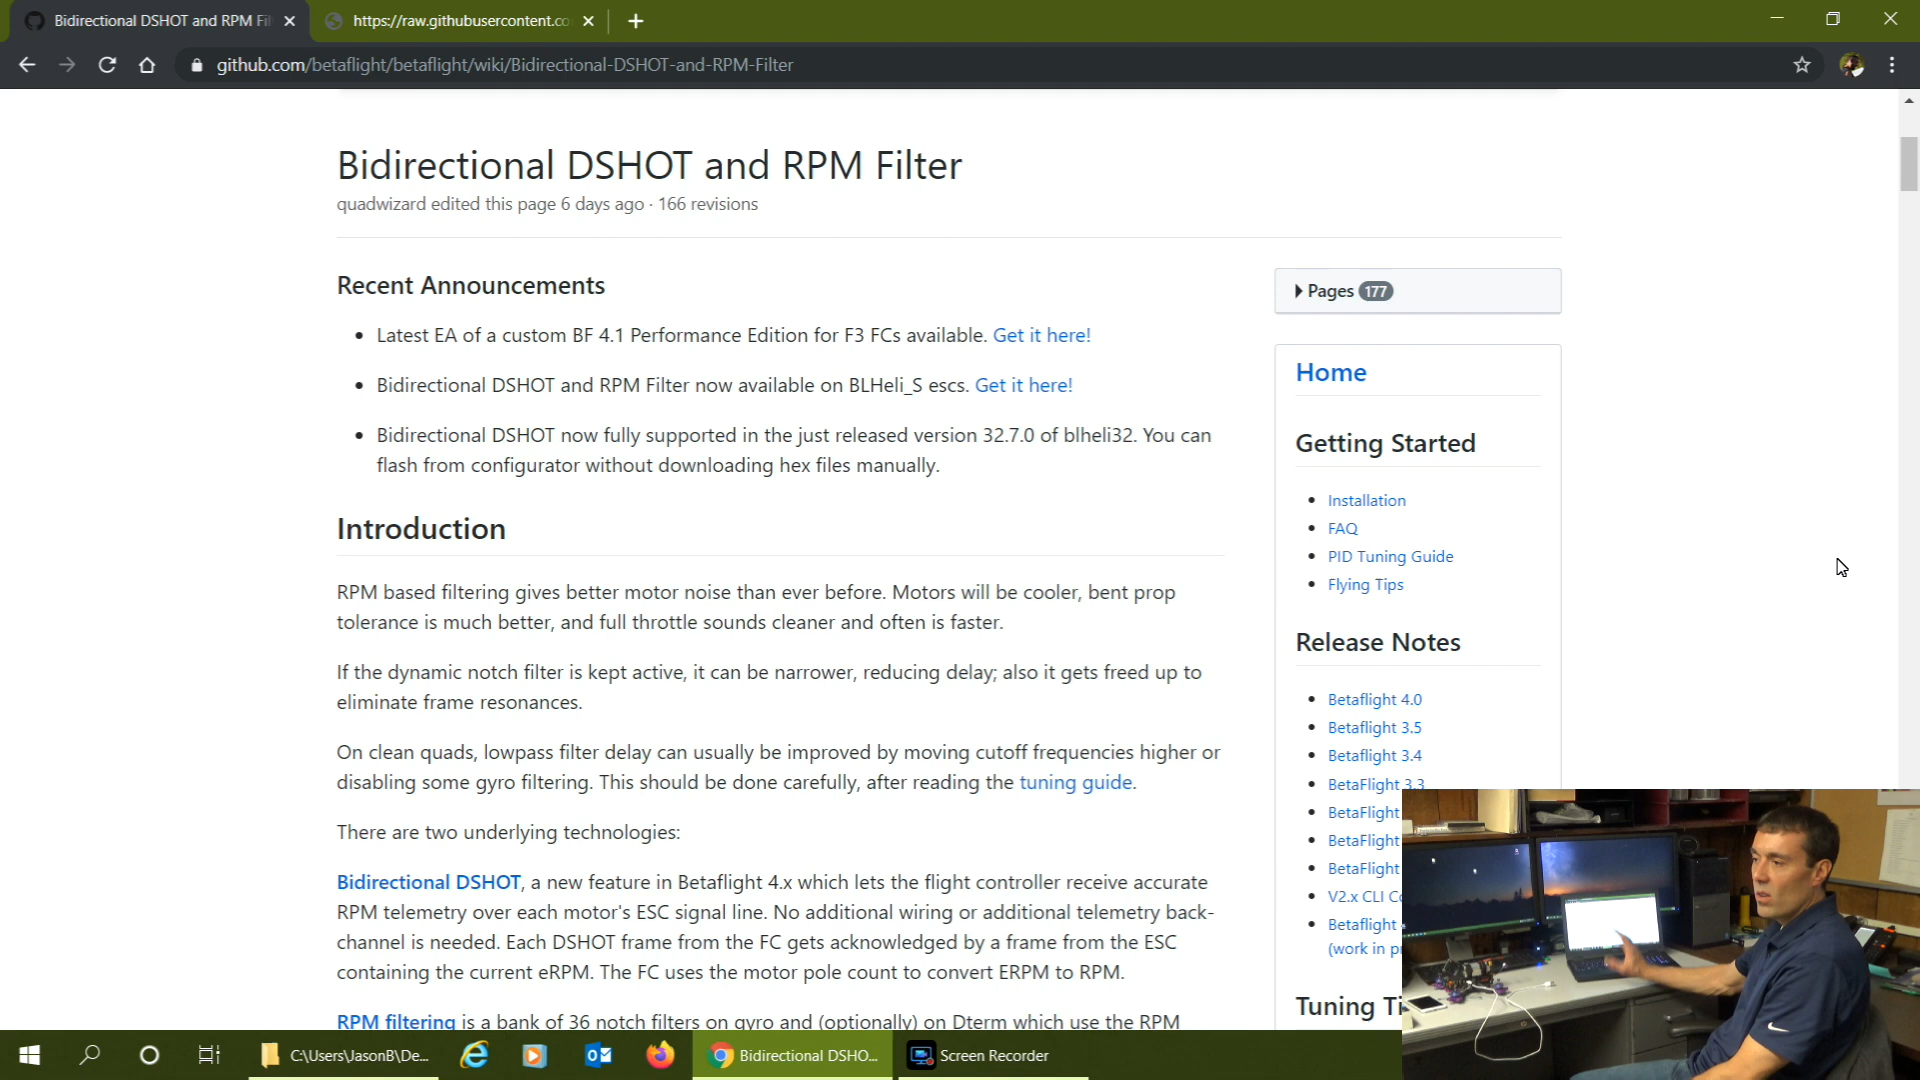 Bidirectional DSHOT and RPM Fil
https://raw.githubusercontent.co
github.com/betaflight/betaflight/wiki/Bidirectional-DSHOT-and-RPM-Filter
Bidirectional DSHOT and RPM Filter
quadwizard edited this page 6 days ago · 166 revisions
Recent Announcements
• Latest EA of a custom BF 4.1 Performance Edition for F3 FCs available. Get it here!
• Bidirectional DSHOT and RPM Filter now available on BLHeli_S escs. Get it here!
• Bidirectional DSHOT now fully supported in the just released version 32.7.0 of blheli32. You can
flash from configurator without downloading hex files manually.
Introduction
RPM based filtering gives better motor noise than ever before. Motors will be cooler, bent prop
tolerance is much better, and full throttle sounds cleaner and often is faster.
If the dynamic notch filter is kept active, it can be narrower, reducing delay; also it gets freed up to
eliminate frame resonances.
On clean quads, lowpass filter delay can usually be improved by moving cutoff frequencies higher or
disabling some gyro filtering. This should be done carefully, after reading the tuning guide.
There are two underlying technologies:
Bidirectional DSHOT, a new feature in Betaflight 4.x which lets the flight controller receive accurate
RPM telemetry over each motor's ESC signal line. No additional wiring or additional telemetry back-
channel is needed. Each DSHOT frame from the FC gets acknowledged by a frame from the ESC
containing the current eRPM. The FC uses the motor pole count to convert ERPM to RPM.
RPM filtering is a bank of 36 notch filters on gyro and (optionally) on Dterm which use the RPM
Pages 177
Home
Getting Started
• Installation
• FAQ
• PID Tuning Guide
• Flying Tips
Release Notes
• Betaflight 4.0
• Betaflight 3.5
• Betaflight 3.4
• BetaFlight 3.3
• BetaFlight
• BetaFlight
• BetaFlight
• V2.x CLI Co
• Betaflight
(work in p
Tuning Ti
C:\Users\JasonB\De...
Bidirectional DSHO...
Screen Recorder